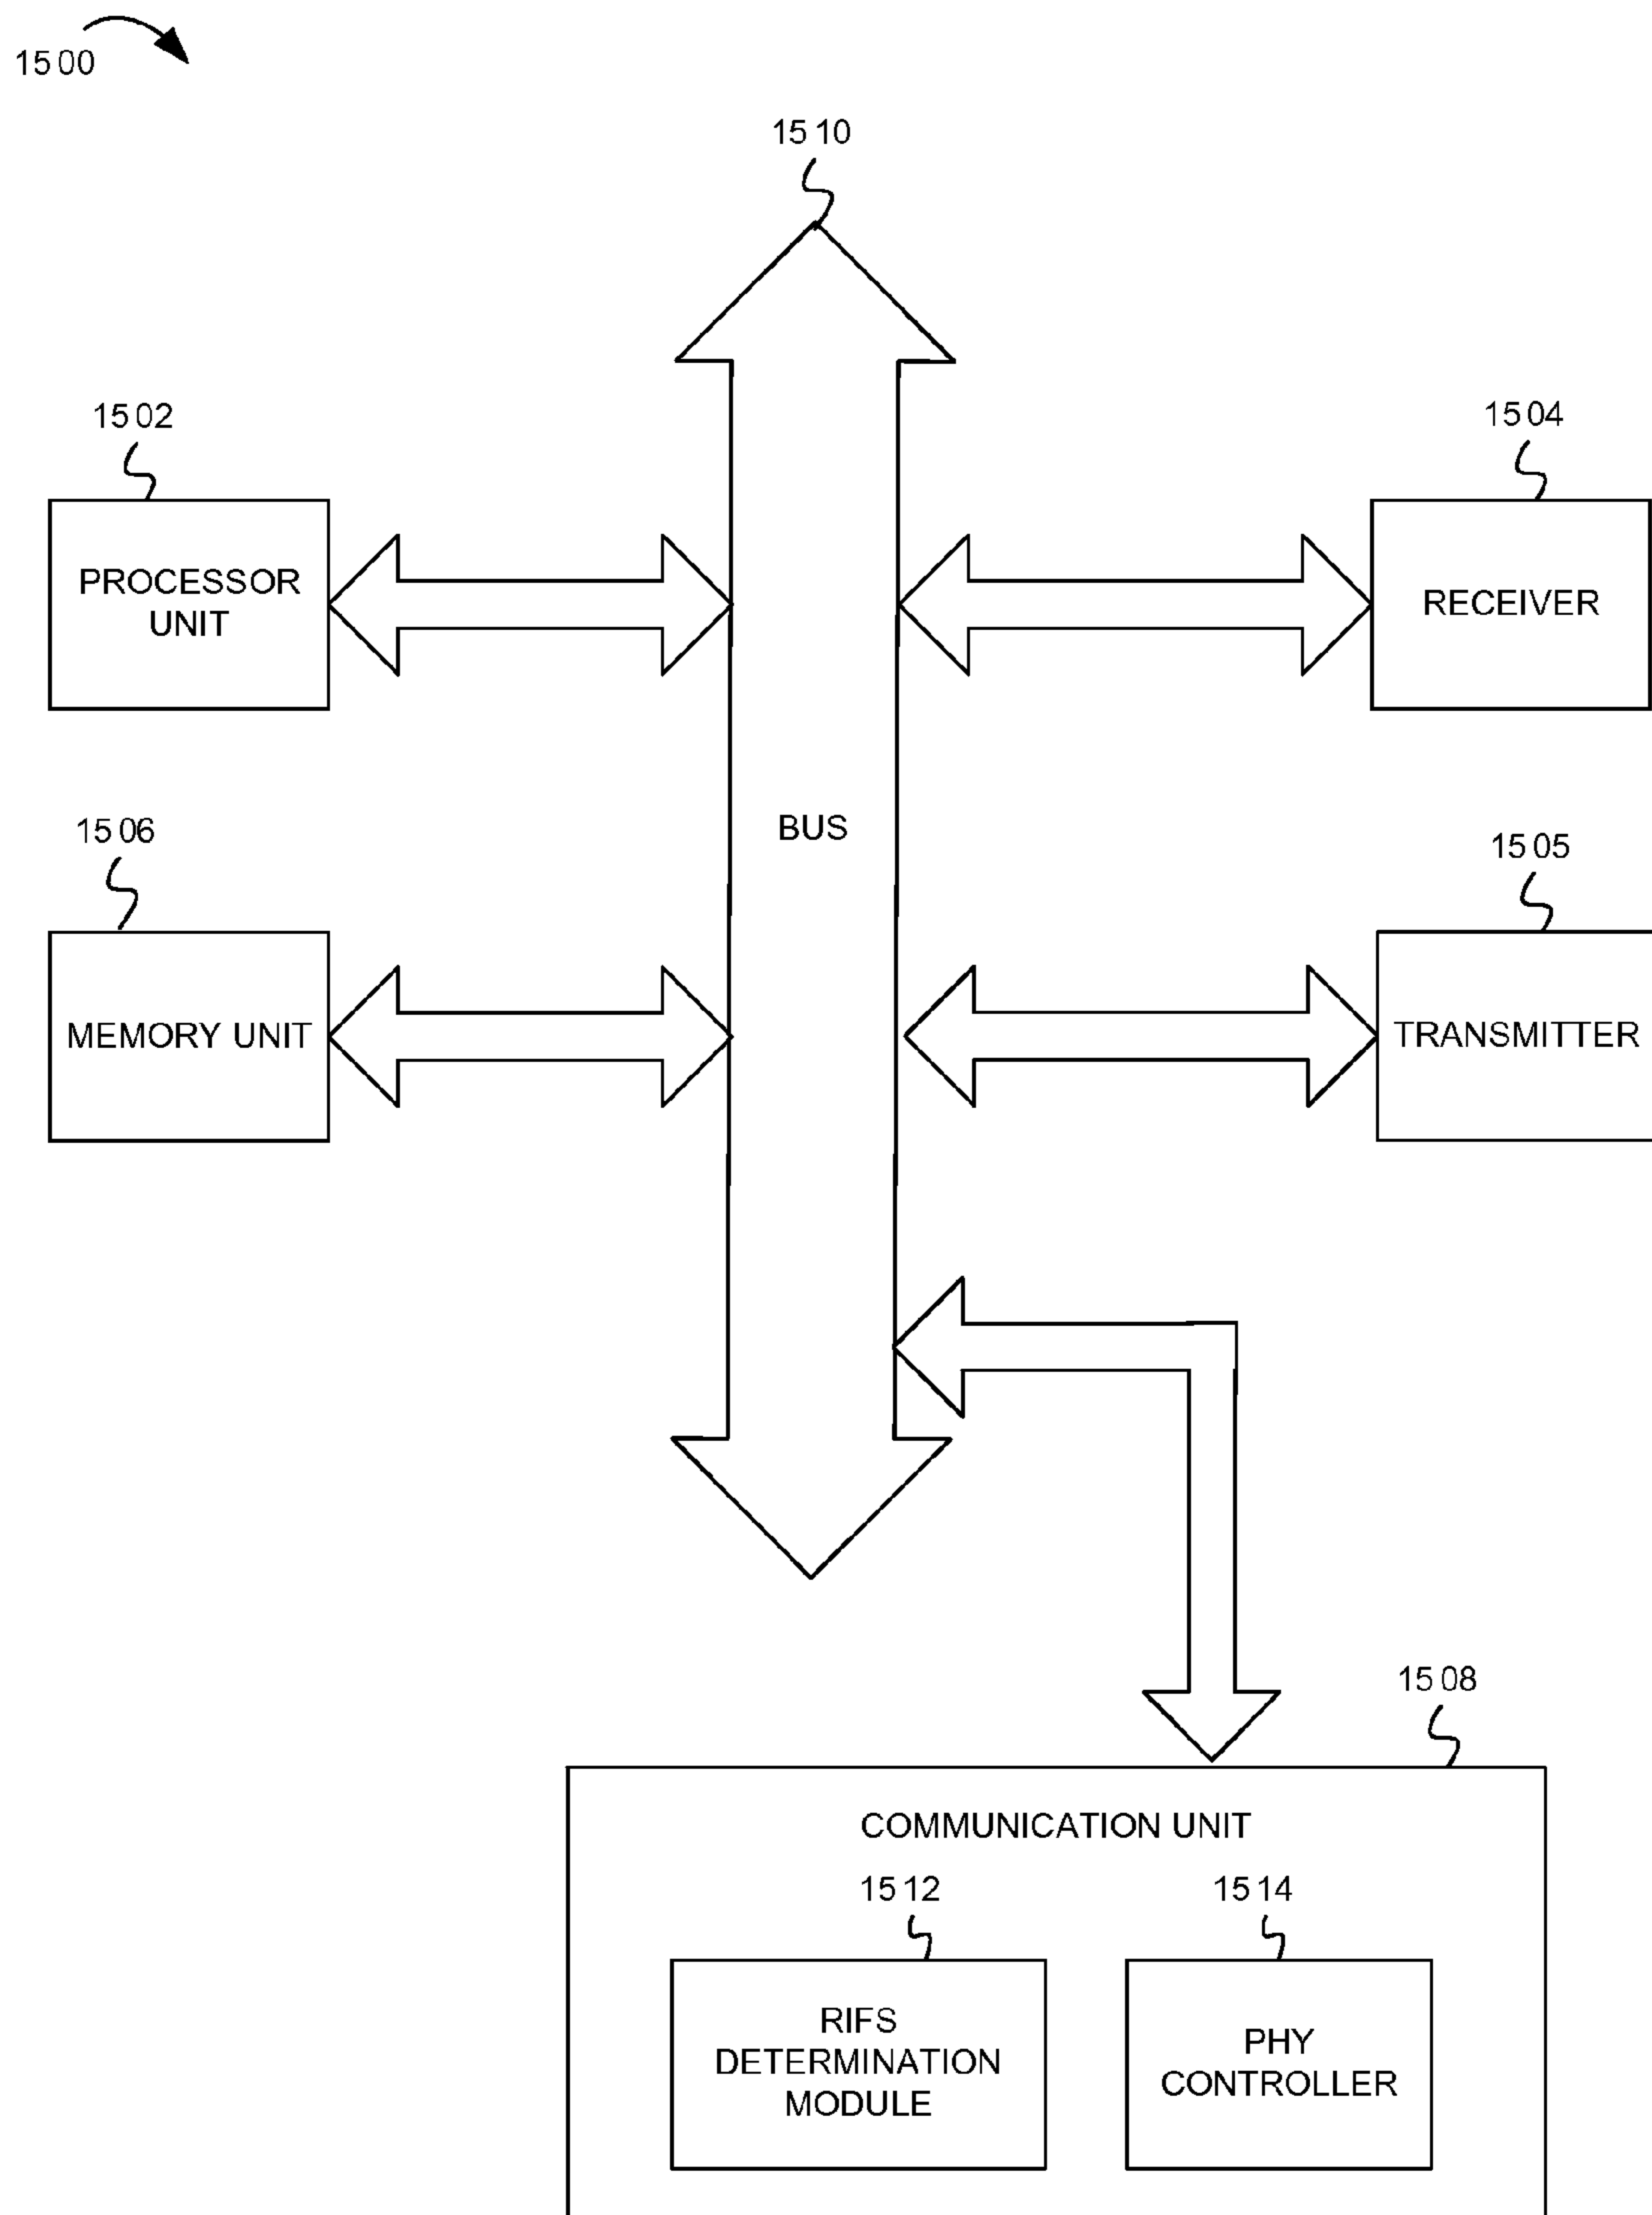 1500
1510
1502
1504
PROCESSOR
UNIT
RECEIVER
1506
BUS
1505
MEMORY UNIT
TRANSMITTER
1508
COMMUNICATION UNIT
1512
1514
RIFS
DETERMINATION
MODULE
PHY
CONTROLLER